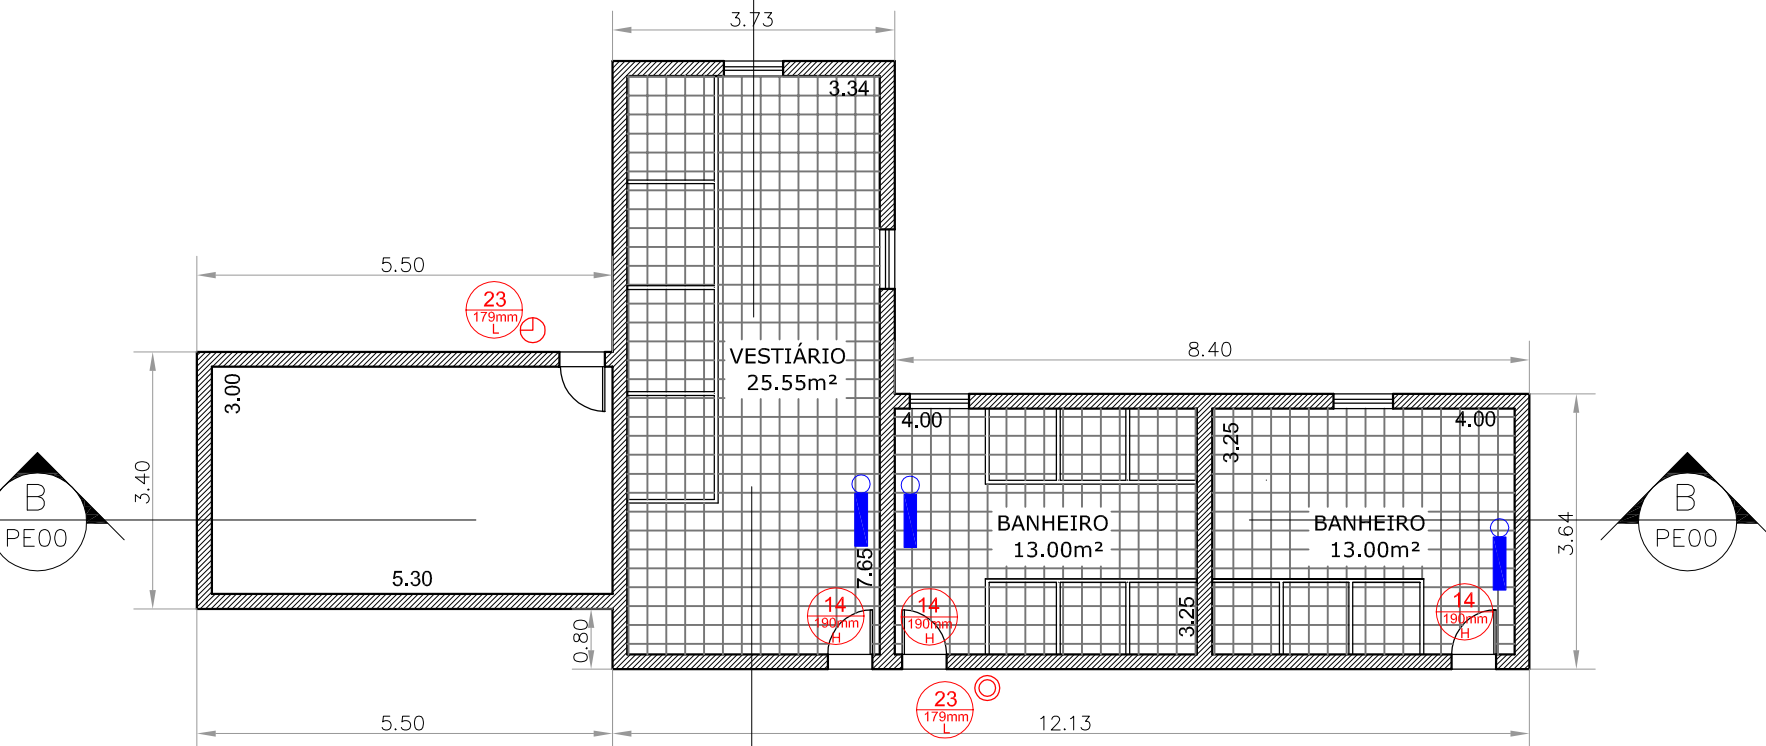 3.73
3.34
5.50
23
179mm
L
VESTIÁRIO
25.55m²
8.40
3.00
4.00
3.25
4.00
3.40
B
PE00
BANHEIRO
13.00m²
BANHEIRO
13.00m²
B
PE00
3.64
7.65
5.30
14
190mm
H
14
190mm
H
3.25
14
190mm
H
0.80
23
179mm
L
5.50
12.13